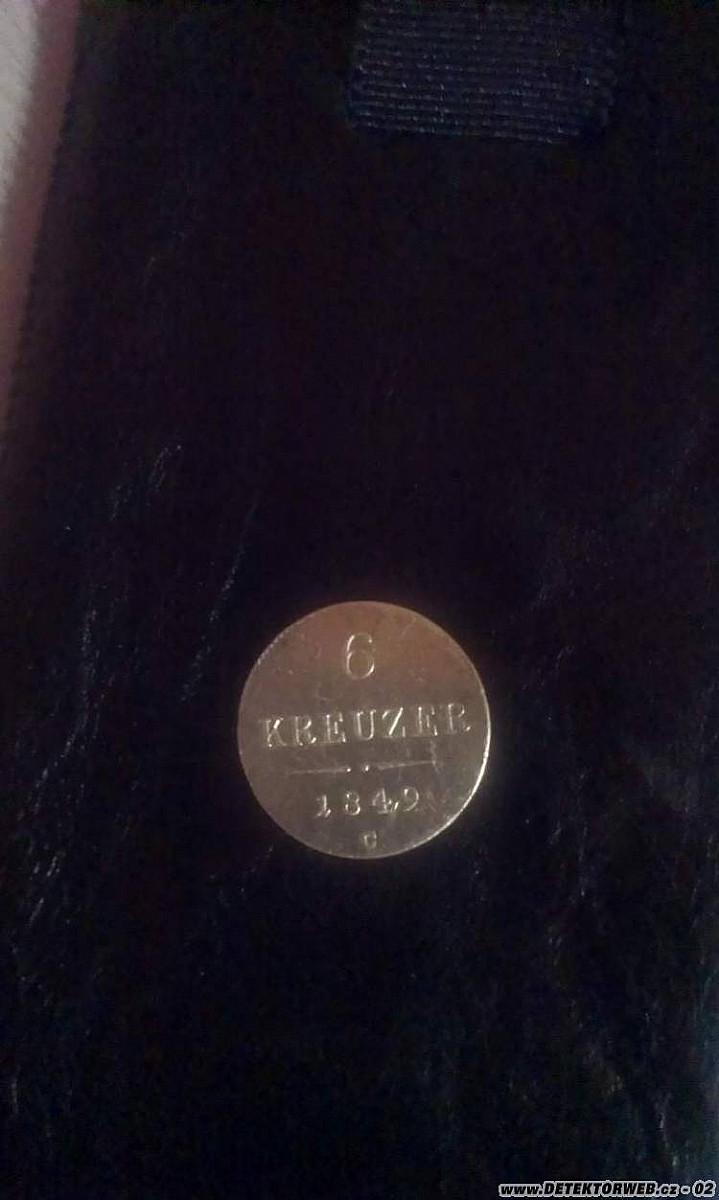 6
KREUZER
1849
C
www.DETEKTORWEB.cz - 02